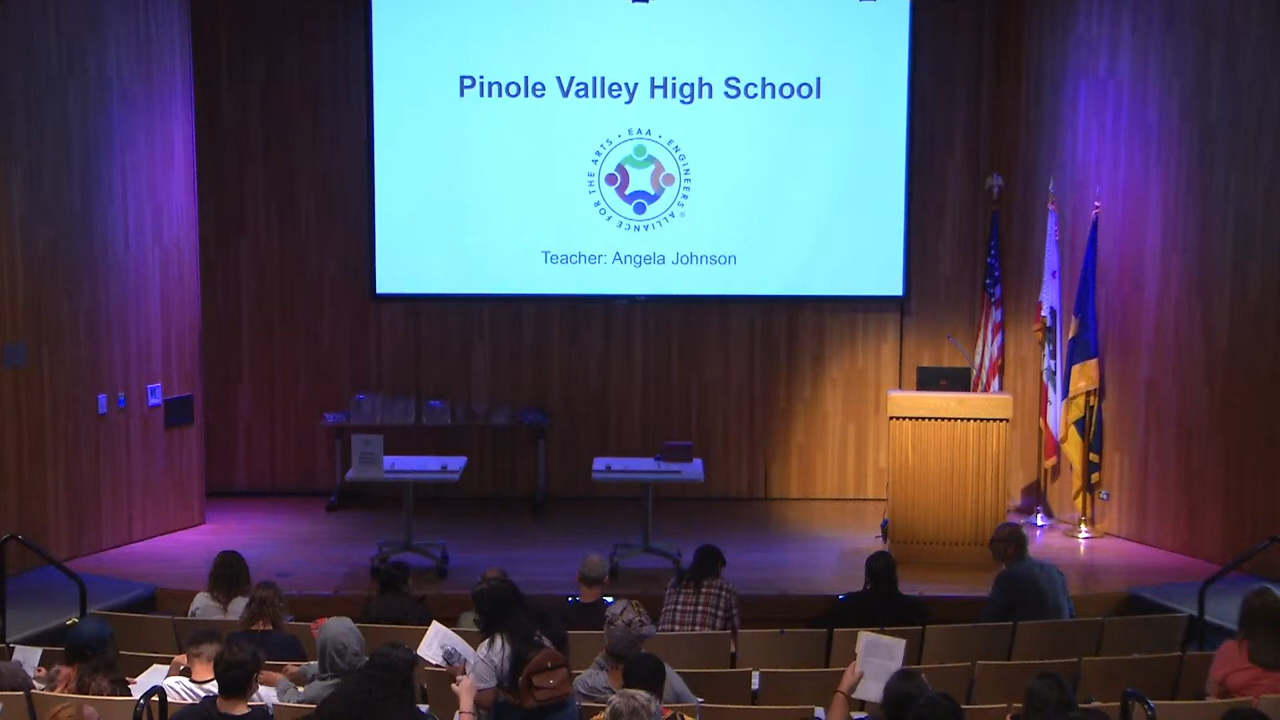 Pinole Valley High School
• EAA • ENGINEERS' ALLIANCE FOR THE ARTS
®
Teacher: Angela Johnson